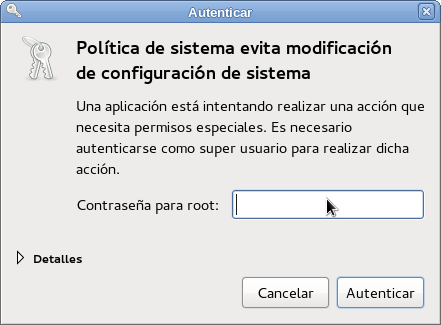 Autenticar
Política de sistema evita modificación
de configuración de sistema
Una aplicación está intentando realizar una acción que
necesita permisos especiales. Es necesario
autenticarse como super usuario para realizar dicha
acción.
Contraseña para root:
Detalles
Cancelar
Autenticar